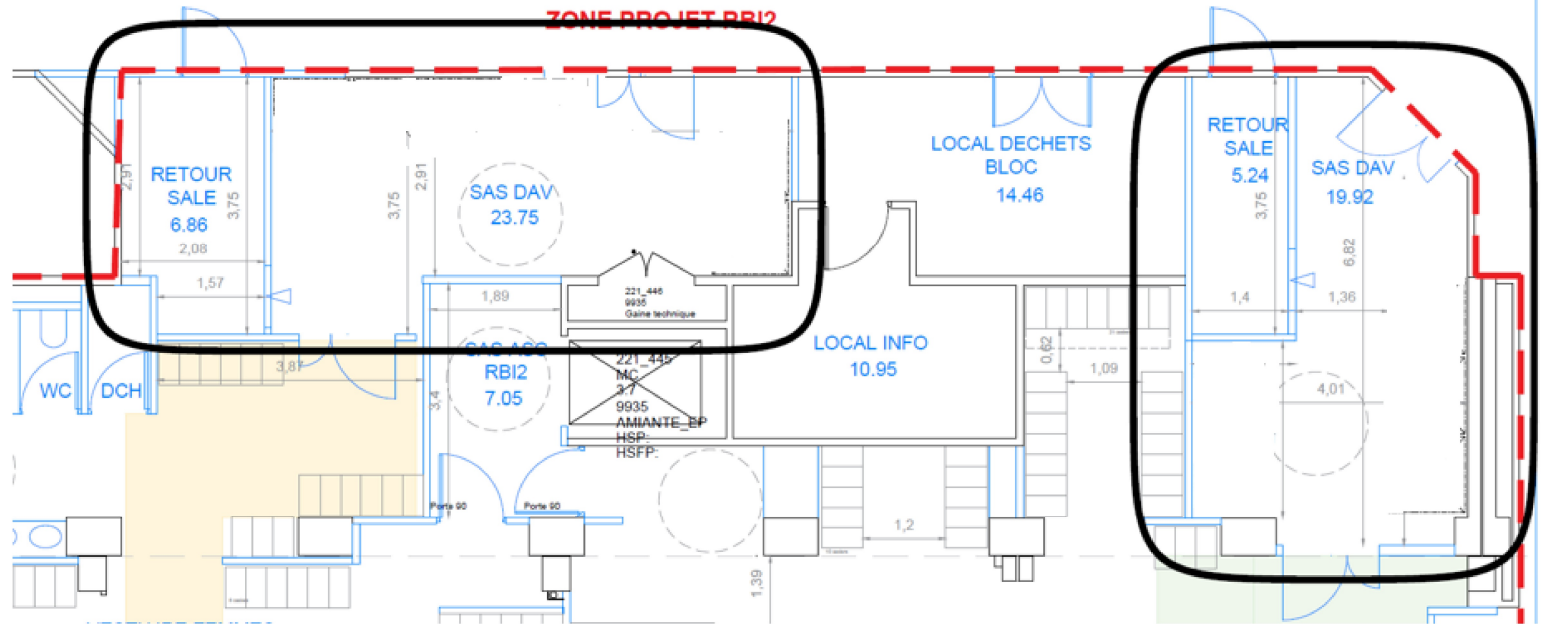 ZONE PROJET RBI2
RETOUR
SALE
6.86
2,91
3,75
2,08
1,57
3,75
2,91
SAS DAV
23.75
LOCAL DECHETS
BLOC
14.46
RETOUR
SALE
5.24
3,75
SAS DAV
19.92
6,82
1,4
1,36
1,89
221_446
9935
Gaine technique
SAS ASC
RBI2
7.05
3,4
3,87
WC
DCH
221_445
MC
3.7
9935
AMIANTE_EP
HSP:
HSFP:
LOCAL INFO
10.95
0,62
1,09
4,01
Porte 90
Porte 90
1,2
1,39